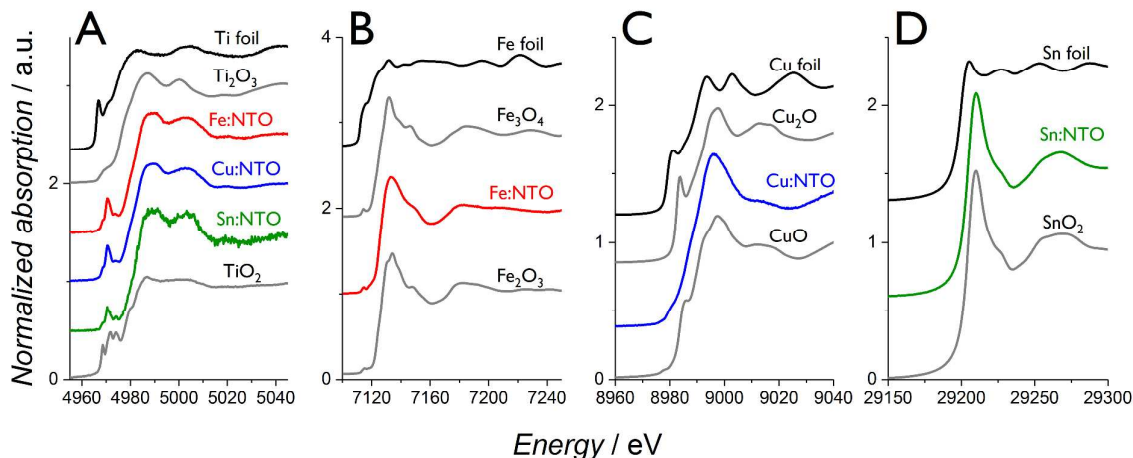 A
Ti foil
Ti₂O₃
Fe:NTO
Cu:NTO
Sn:NTO
TiO₂
2
0
4960 4980 5000 5020 5040
B
Fe foil
Fe₃O₄
Fe:NTO
Fe₂O₃
4
2
0
7120 7160 7200 7240
C
Cu foil
Cu₂O
Cu:NTO
CuO
2
1
0
8960 8980 9000 9020 9040
D
Sn foil
Sn:NTO
SnO₂
2
1
0
29150 29200 29250 29300
Normalized absorption / a.u.
Energy / eV